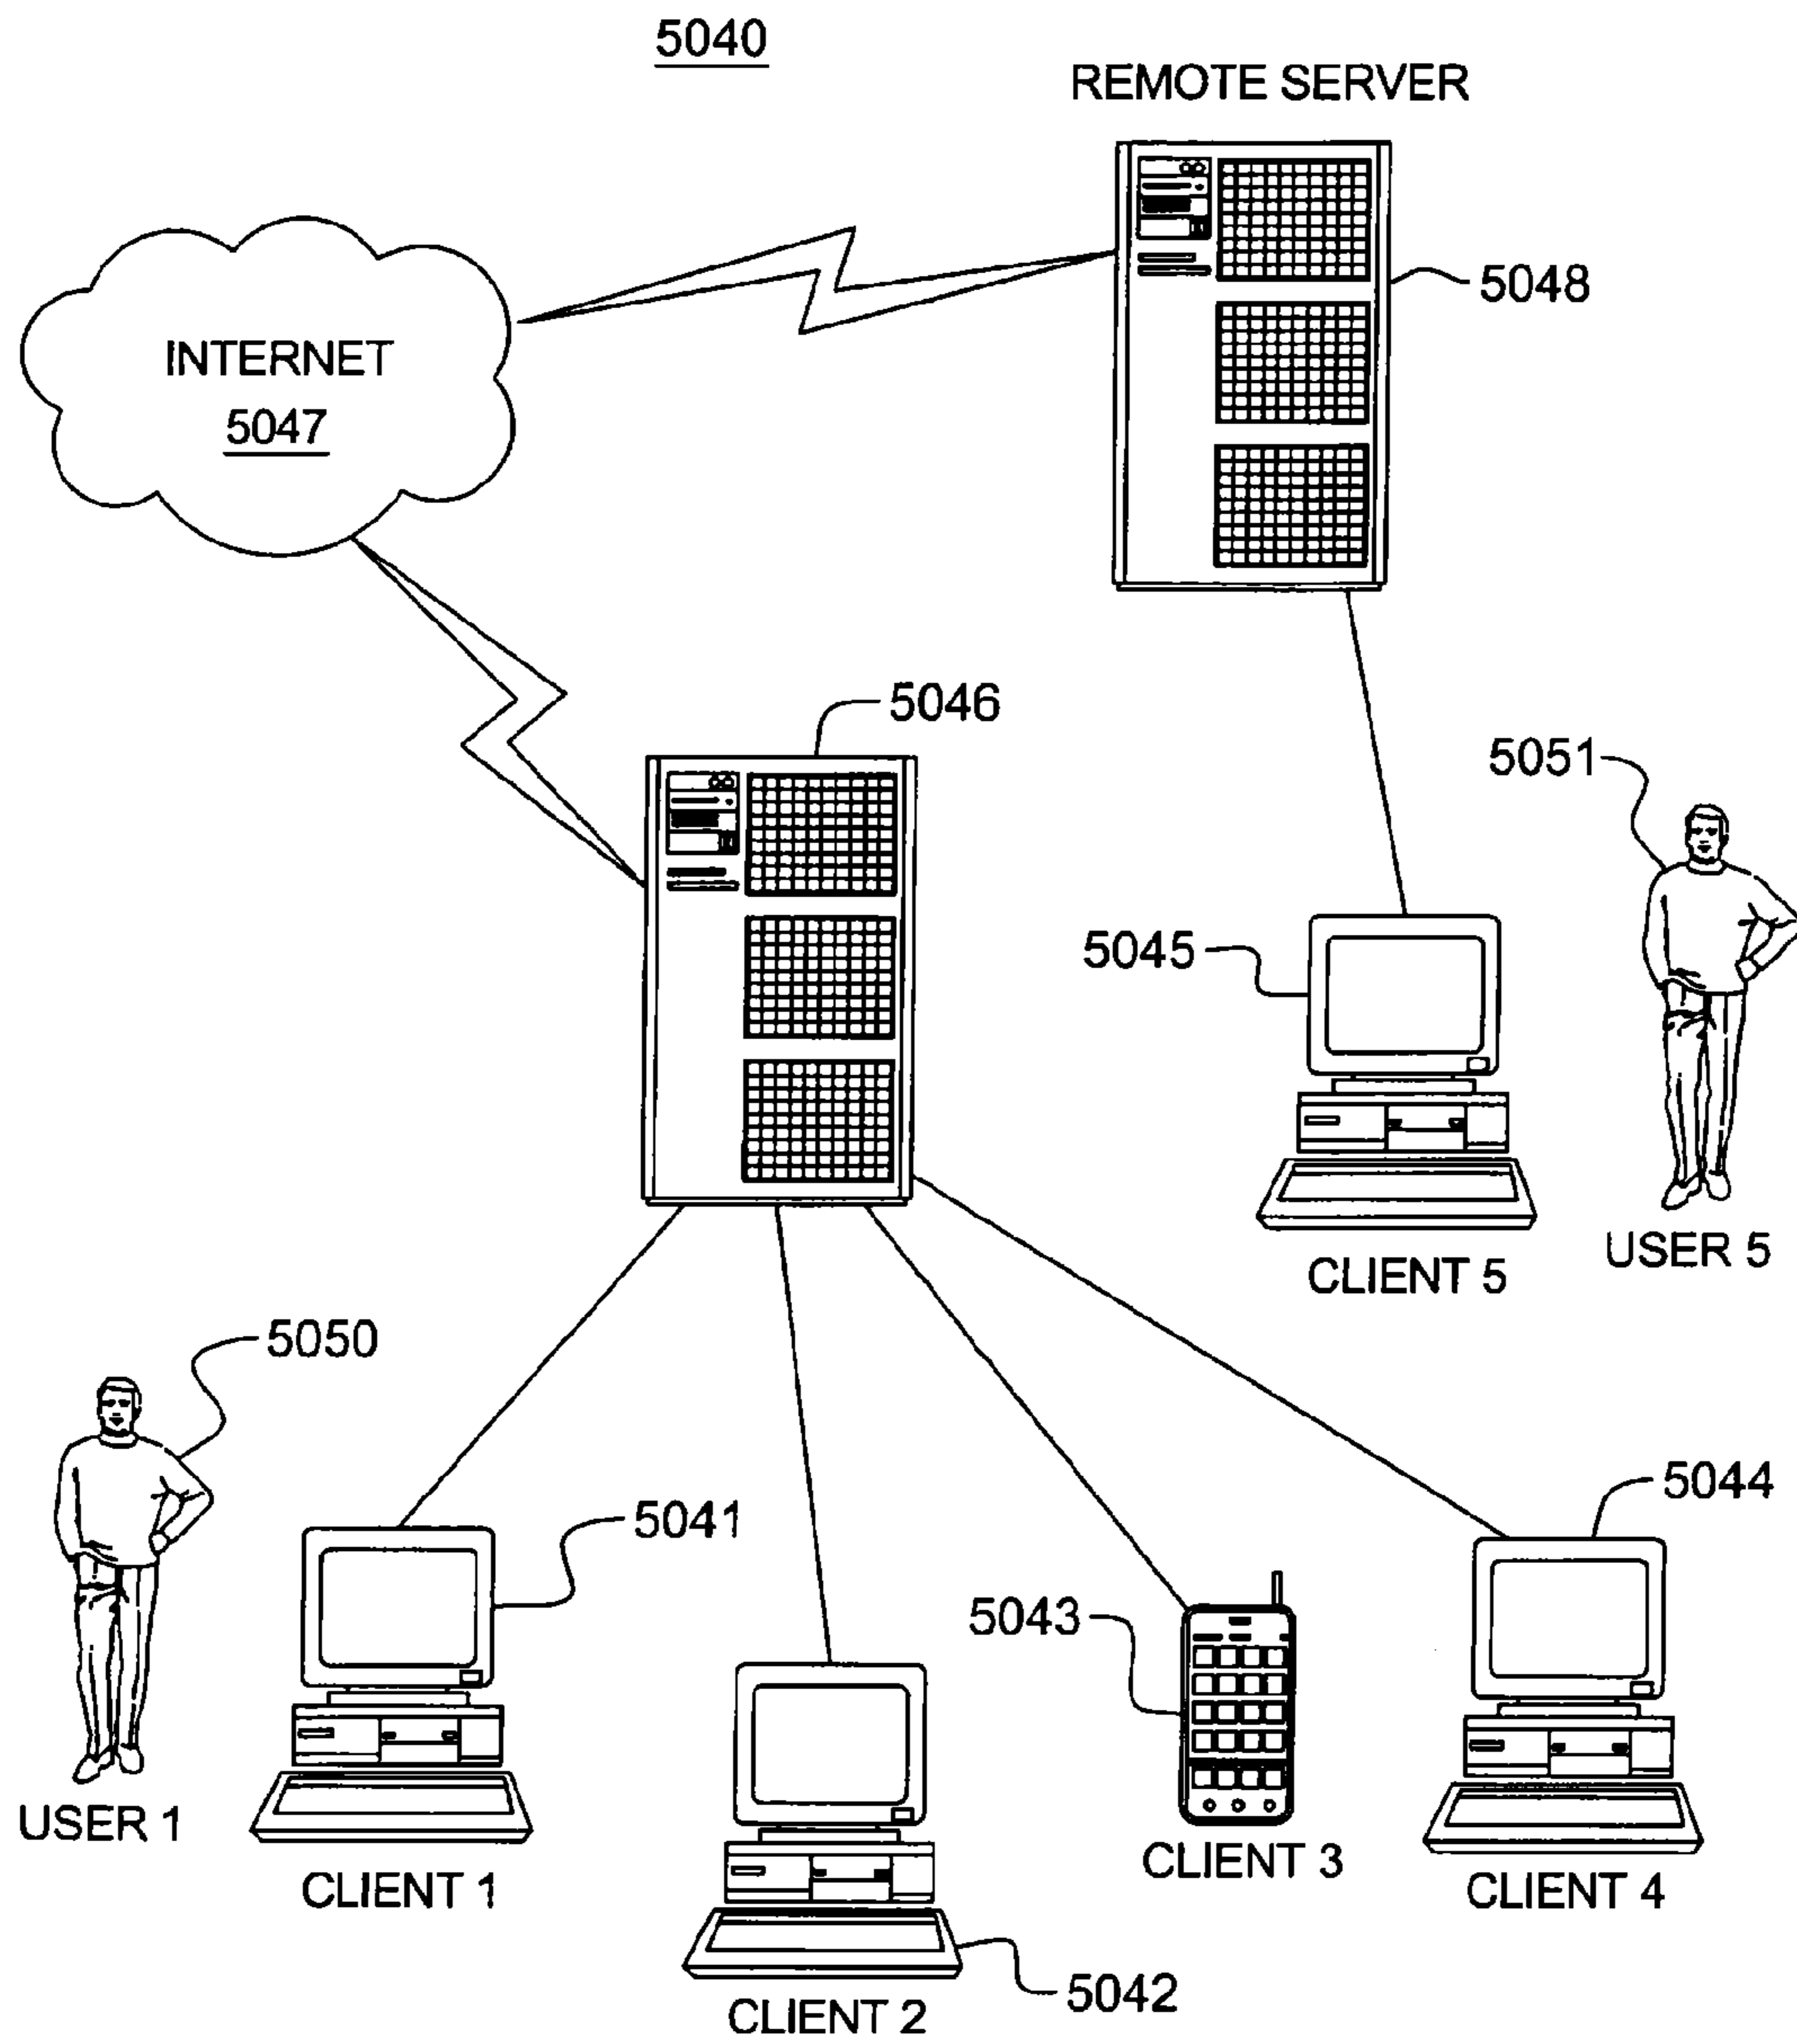 5040
REMOTE SERVER
5048
INTERNET
5047
5046
5051
5045
CLIENT 5
USER 5
5050
5041
5044
5043
USER 1
CLIENT 1
CLIENT 3
CLIENT 4
5042
CLIENT 2